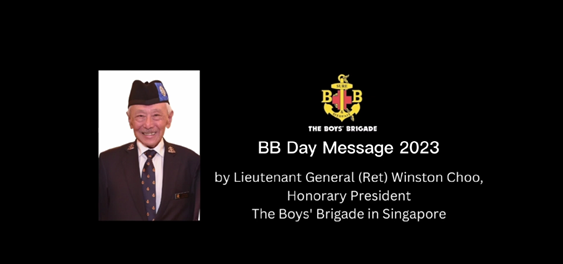 B B
THE BOYS' BRIGADE
BB Day Message 2023
by Lieutenant General (Ret) Winston Choo,
Honorary President
The Boys' Brigade in Singapore